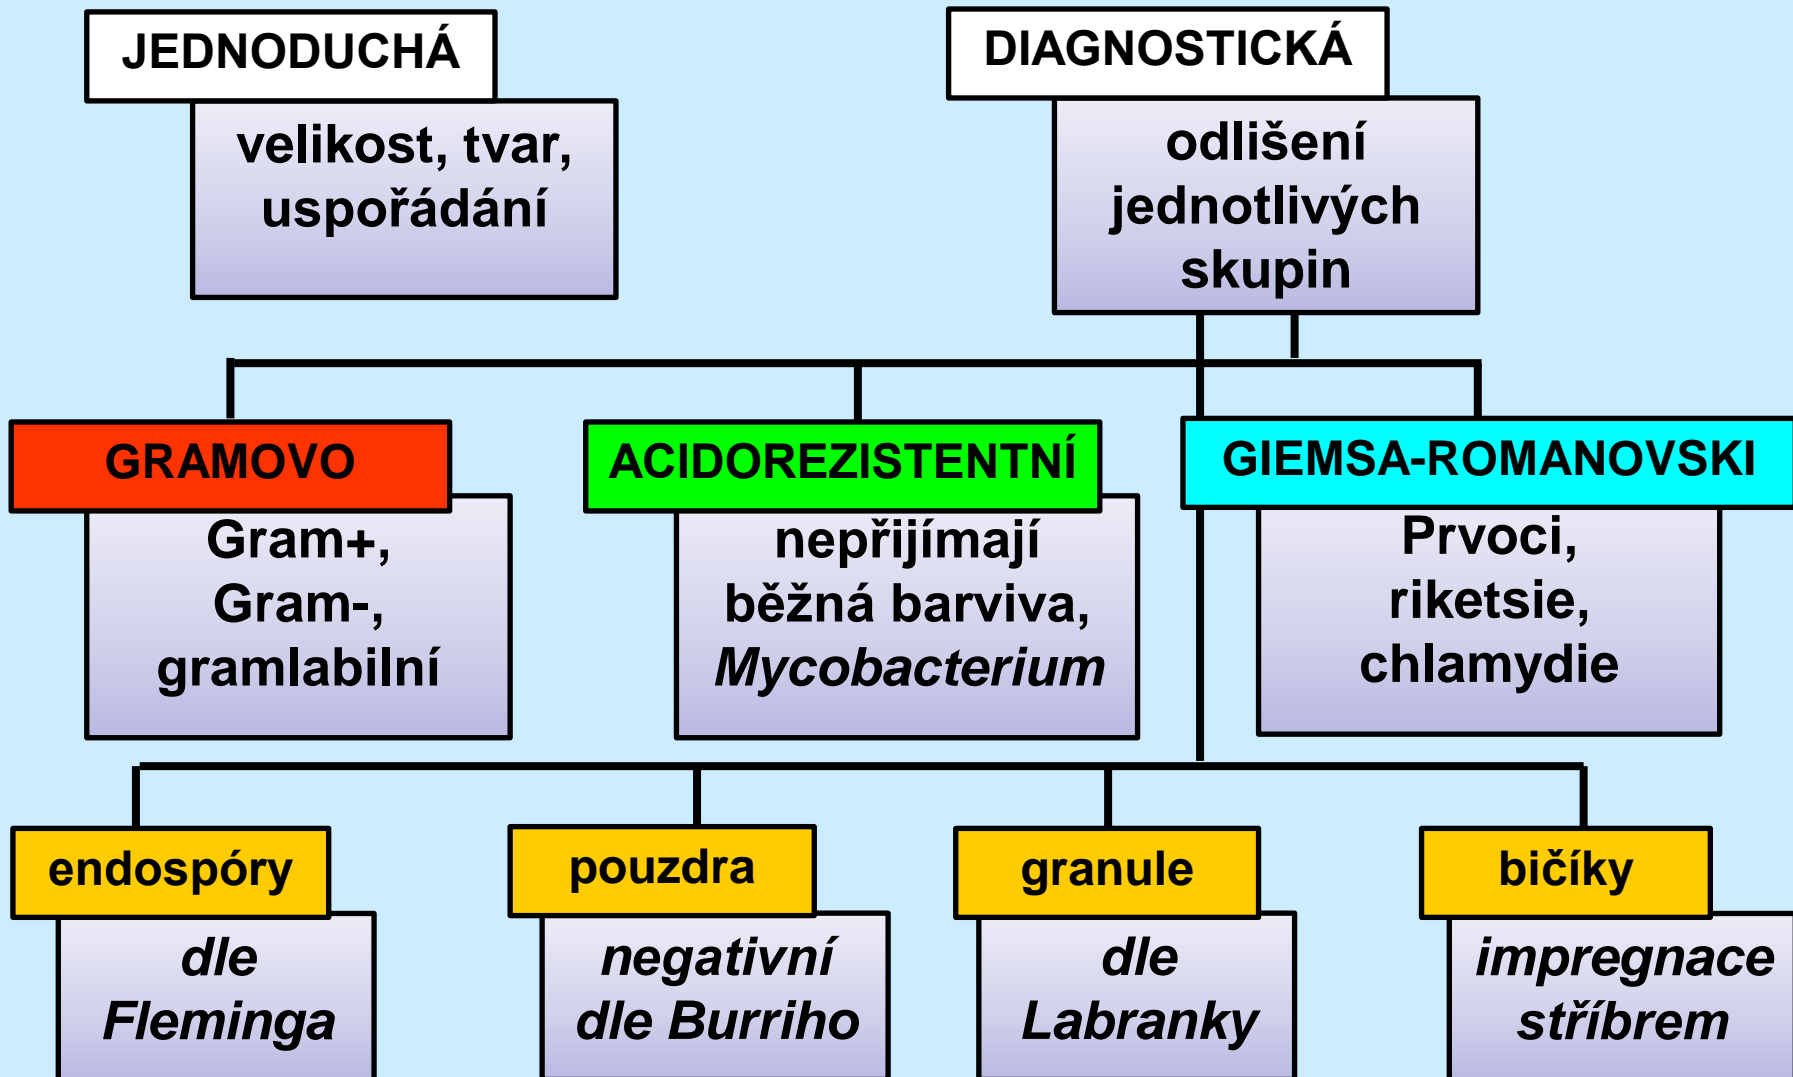 JEDNODUCHÁ
velikost, tvar,
uspořádání
DIAGNOSTICKÁ
odlišení
jednotlivých
skupin
GRAMOVO
Gram+,
Gram-,
gramlabilní
ACIDOREZISTENTNÍ
nepřijímají
běžná barviva,
Mycobacterium
GIEMSA-ROMANOVSKI
Prvoci,
riketsie,
chlamydie
endospóry
dle
Fleminga
pouzdra
negativní
dle Burriho
granule
dle
Labranky
bičíky
impregnace
stříbrem